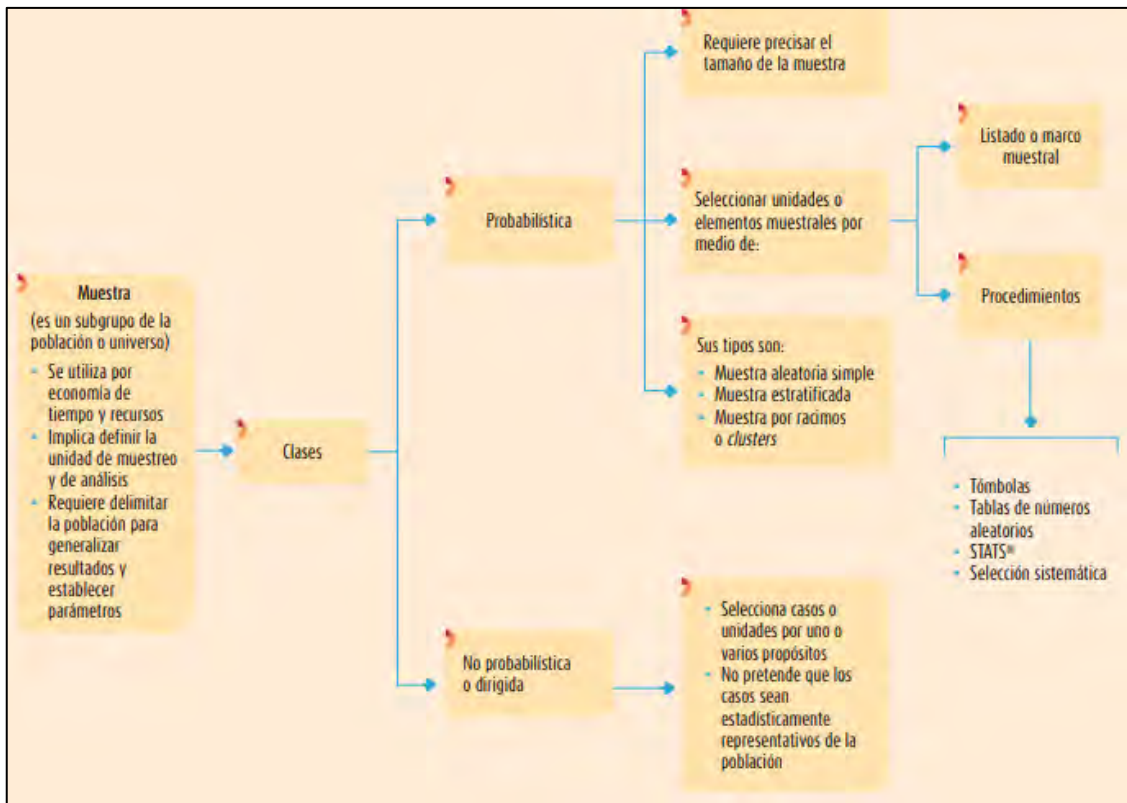 Muestra
(es un subgrupo de la
población o universo)
• Se utiliza por
economía de
tiempo y recursos
• Implica definir la
unidad de muestreo
y de análisis
• Requiere delimitar
la población para
generalizar
resultados y
establecer
parámetros
Clases
Probabilística
Requiere precisar el
tamaño de la muestra
Seleccionar unidades o
elementos muestrales por
medio de:
Listado o marco
muestral
Procedimientos
• Tómbolas
• Tablas de números
aleatorios
• STATS®
• Selección sistemática
Sus tipos son:
• Muestra aleatoria simple
• Muestra estratificada
• Muestra por racimos
o clusters
No probabilística
o dirigida
• Selecciona casos o
unidades por uno o
varios propósitos
• No pretende que los
casos sean
estadísticamente
representativos de la
población